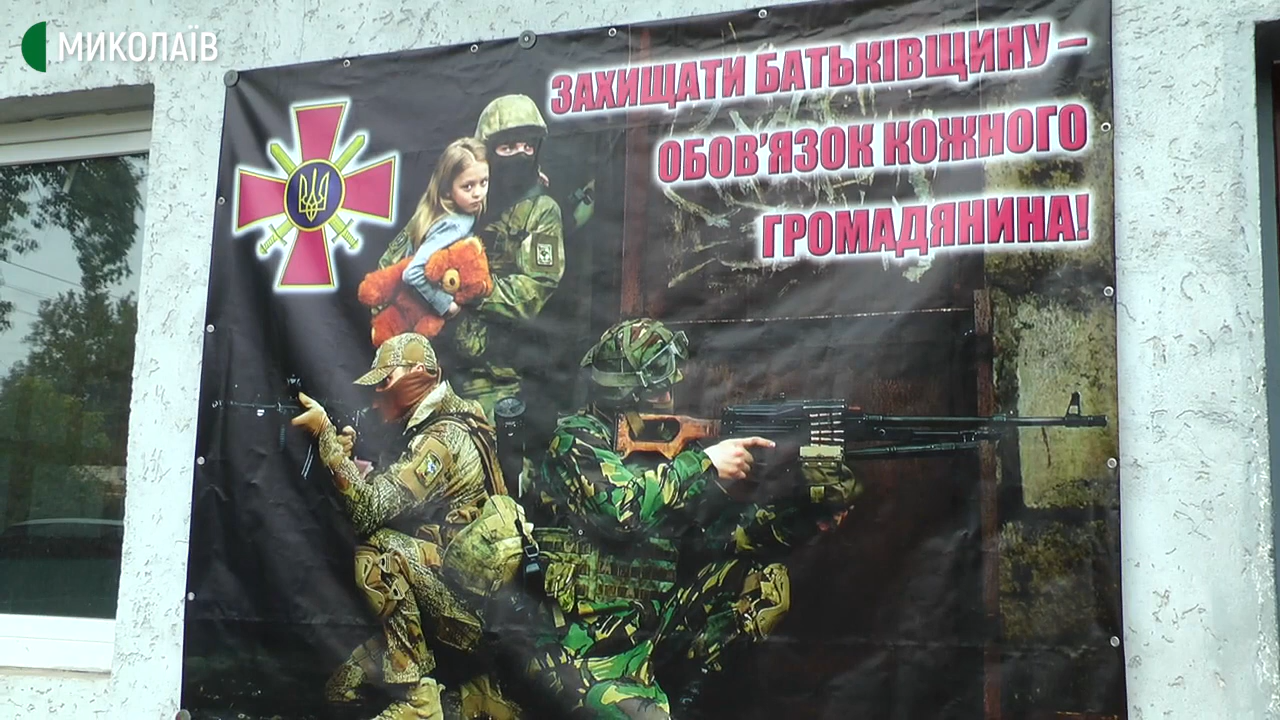 МИКОЛАЇВ
ЗАХИЩАТИ БАТЬКІВЩИНУ –
ОБОВ’ЯЗОК КОЖНОГО
ГРОМАДЯНИНА!